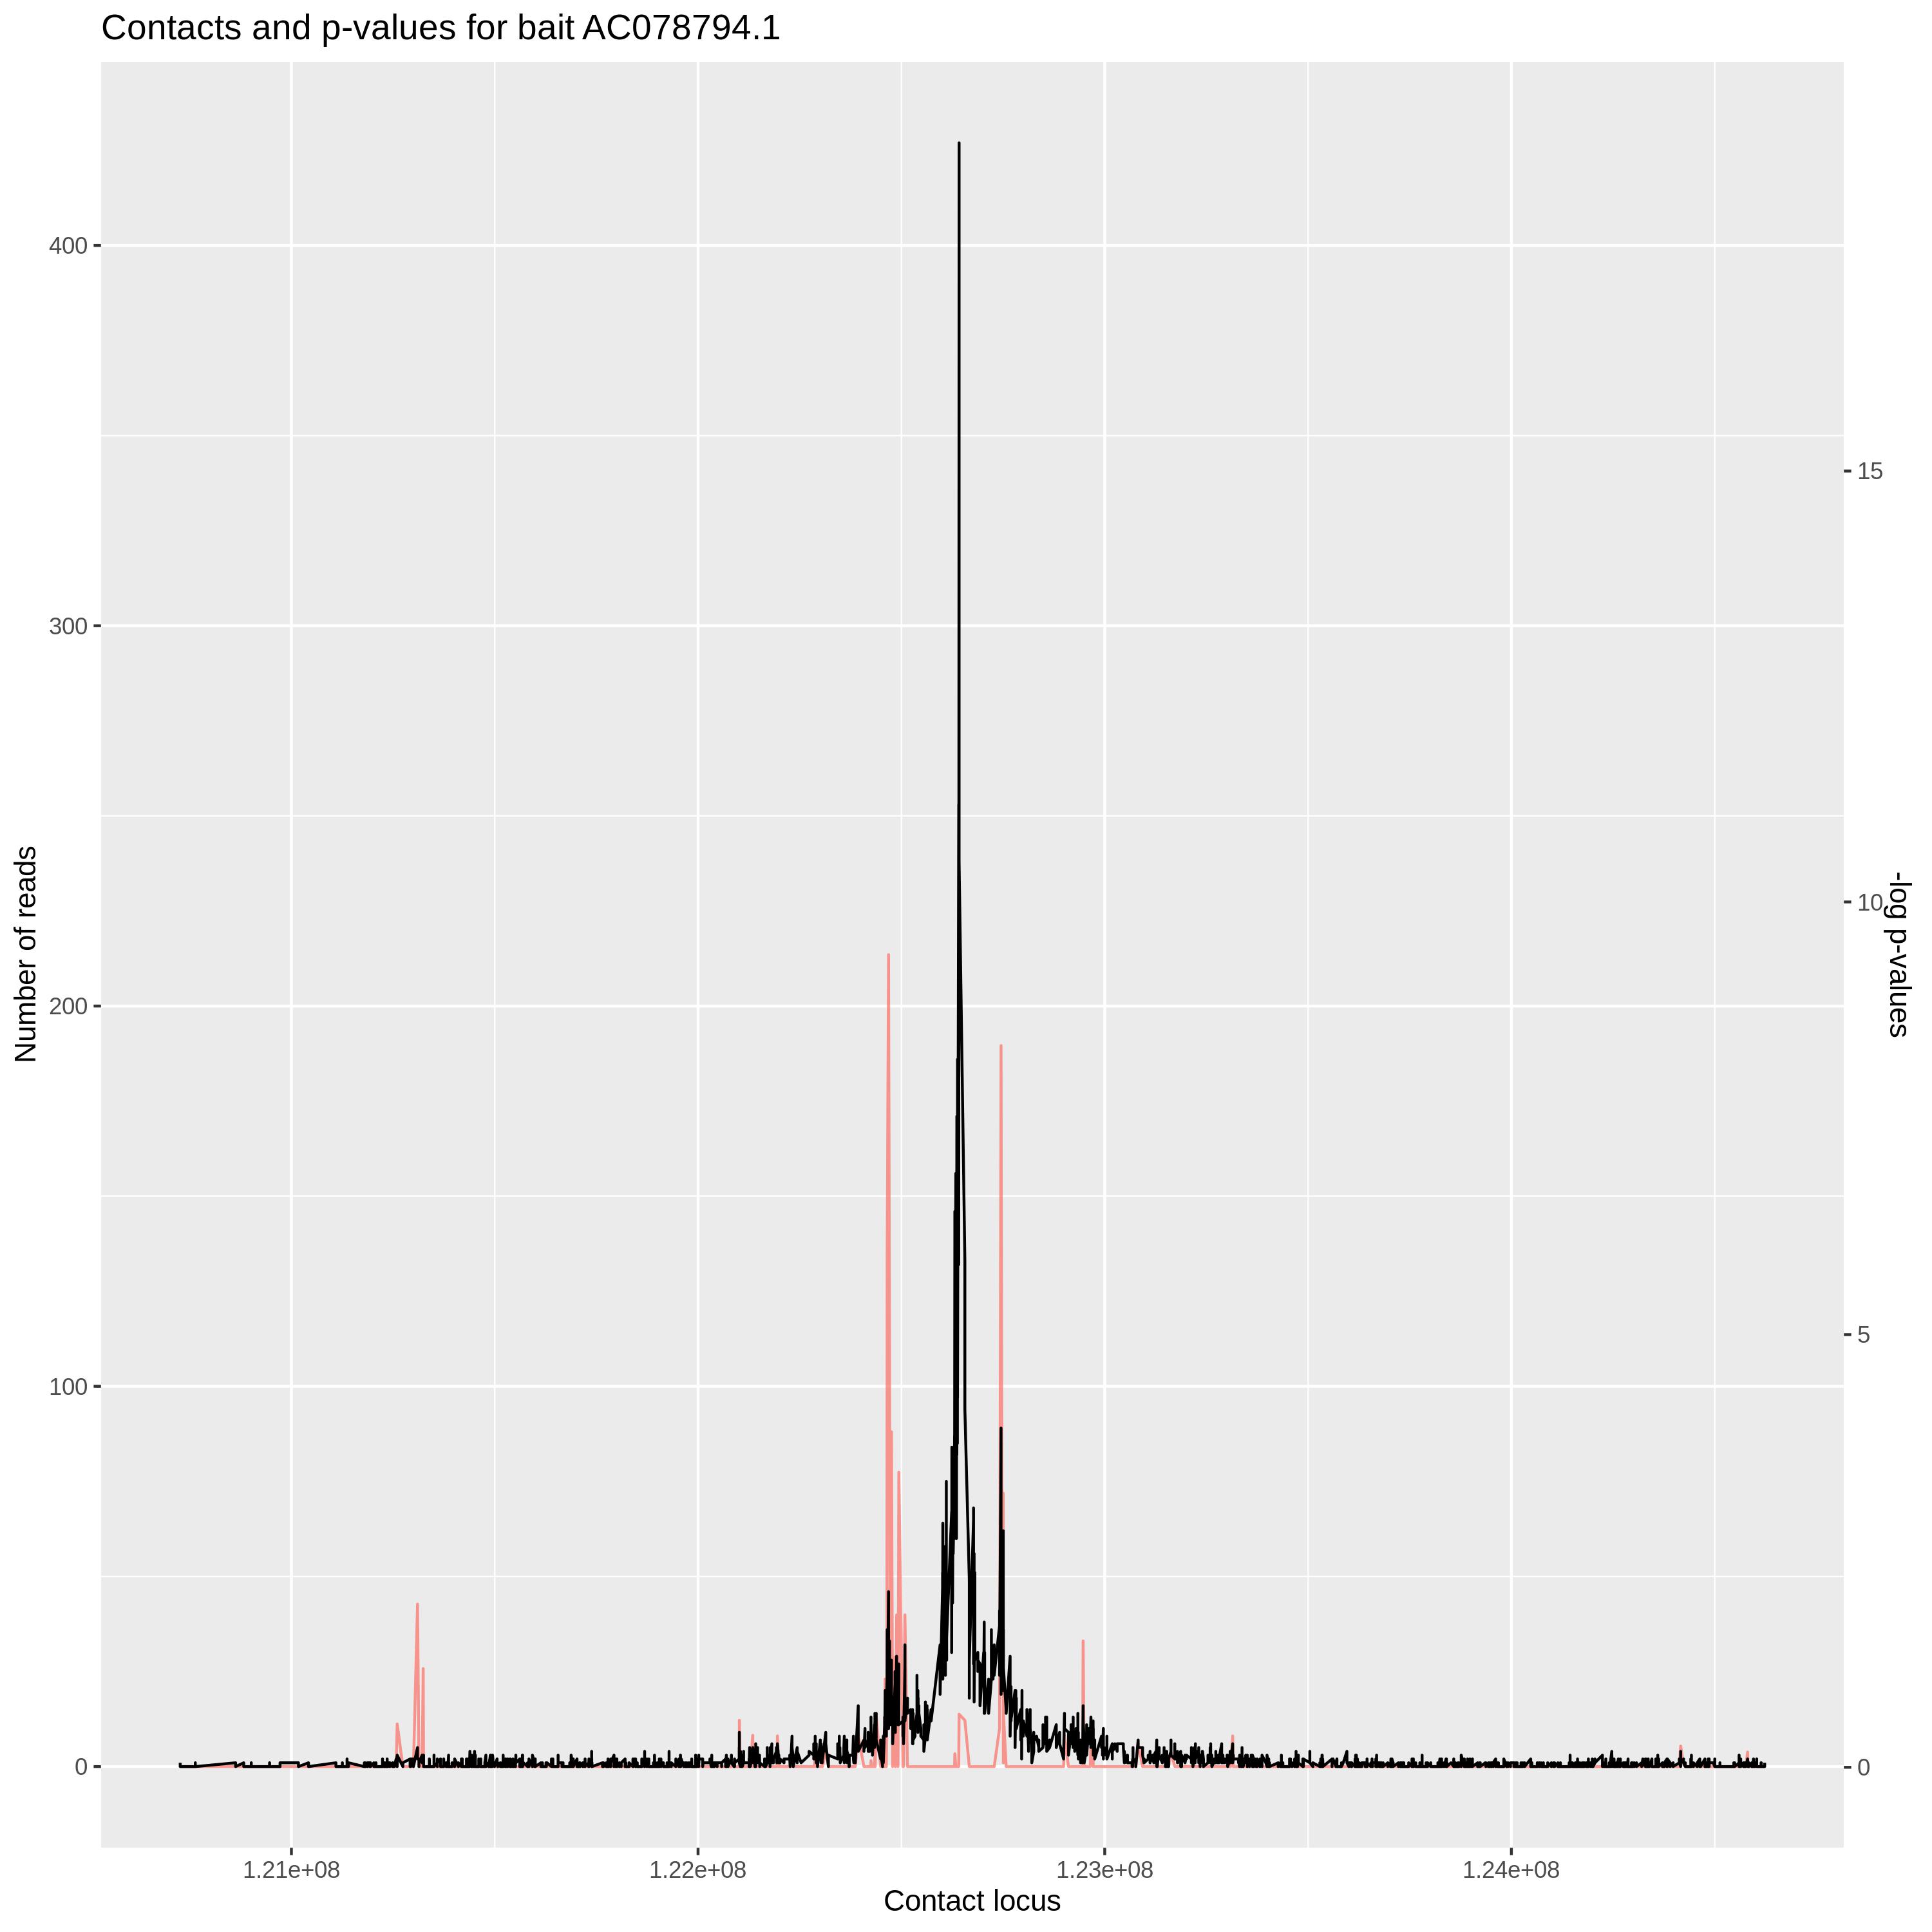 Contacts and p-values for bait AC078794.1
Number of reads
400
300
200
100
0
15
10
5
0
-log p-values
1.21e+08
1.22e+08
1.23e+08
1.24e+08
Contact locus